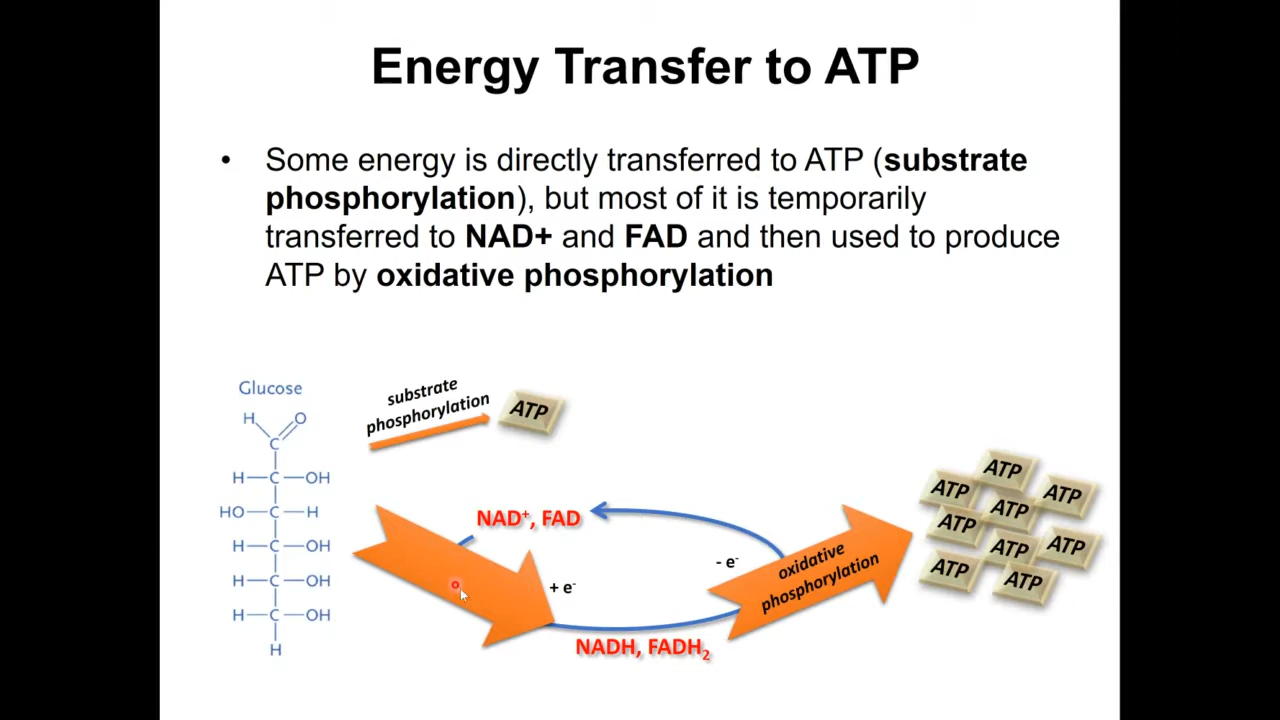 Energy Transfer to ATP
• Some energy is directly transferred to ATP (substrate
phosphorylation), but most of it is temporarily
transferred to NAD+ and FAD and then used to produce
ATP by oxidative phosphorylation
Glucose
H O
C
H—C—OH
HO—C—H
H—C—OH
H—C—OH
H—C—OH
H
substrate
phosphorylation
ATP
NAD⁺, FAD
+ e⁻
- e⁻
NADH, FADH₂
oxidative
phosphorylation
ATP
ATP
ATP
ATP
ATP
ATP
ATP
ATP
ATP